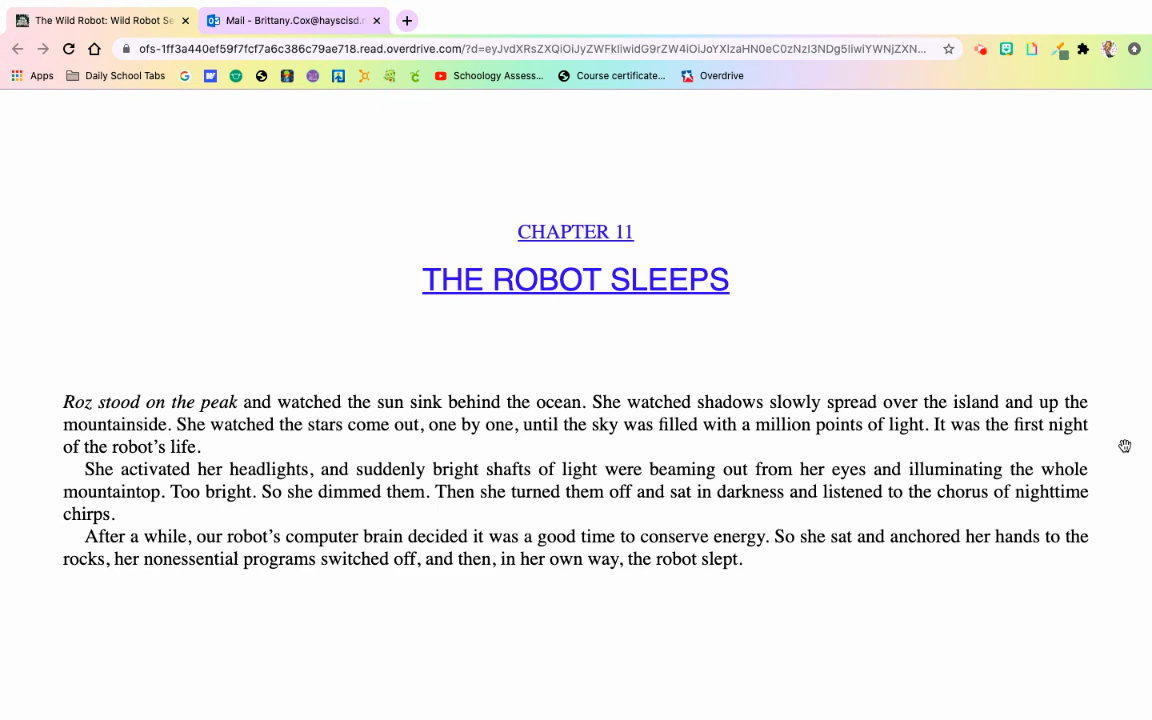 The Wild Robot: Wild Robot Se
Mail - Brittany.Cox@hayscisd.
ofs-1ff3a440ef59f7fcf7a6c386c79ae718.read.overdrive.com/?d=eyJvdXRsZXQiOiJyZWFkIiwidG9rZW4iOiJoYXlzaHN0eC0zNzI3NDg5IiwiYWNjZXN...
Apps Daily School Tabs Schoology Assess... Course certificate... Overdrive
CHAPTER 11
THE ROBOT SLEEPS
Roz stood on the peak and watched the sun sink behind the ocean. She watched shadows slowly spread over the island and up the
mountainside. She watched the stars come out, one by one, until the sky was filled with a million points of light. It was the first night
of the robot’s life.
She activated her headlights, and suddenly bright shafts of light were beaming out from her eyes and illuminating the whole
mountaintop. Too bright. So she dimmed them. Then she turned them off and sat in darkness and listened to the chorus of nighttime
chirps.
After a while, our robot’s computer brain decided it was a good time to conserve energy. So she sat and anchored her hands to the
rocks, her nonessential programs switched off, and then, in her own way, the robot slept.